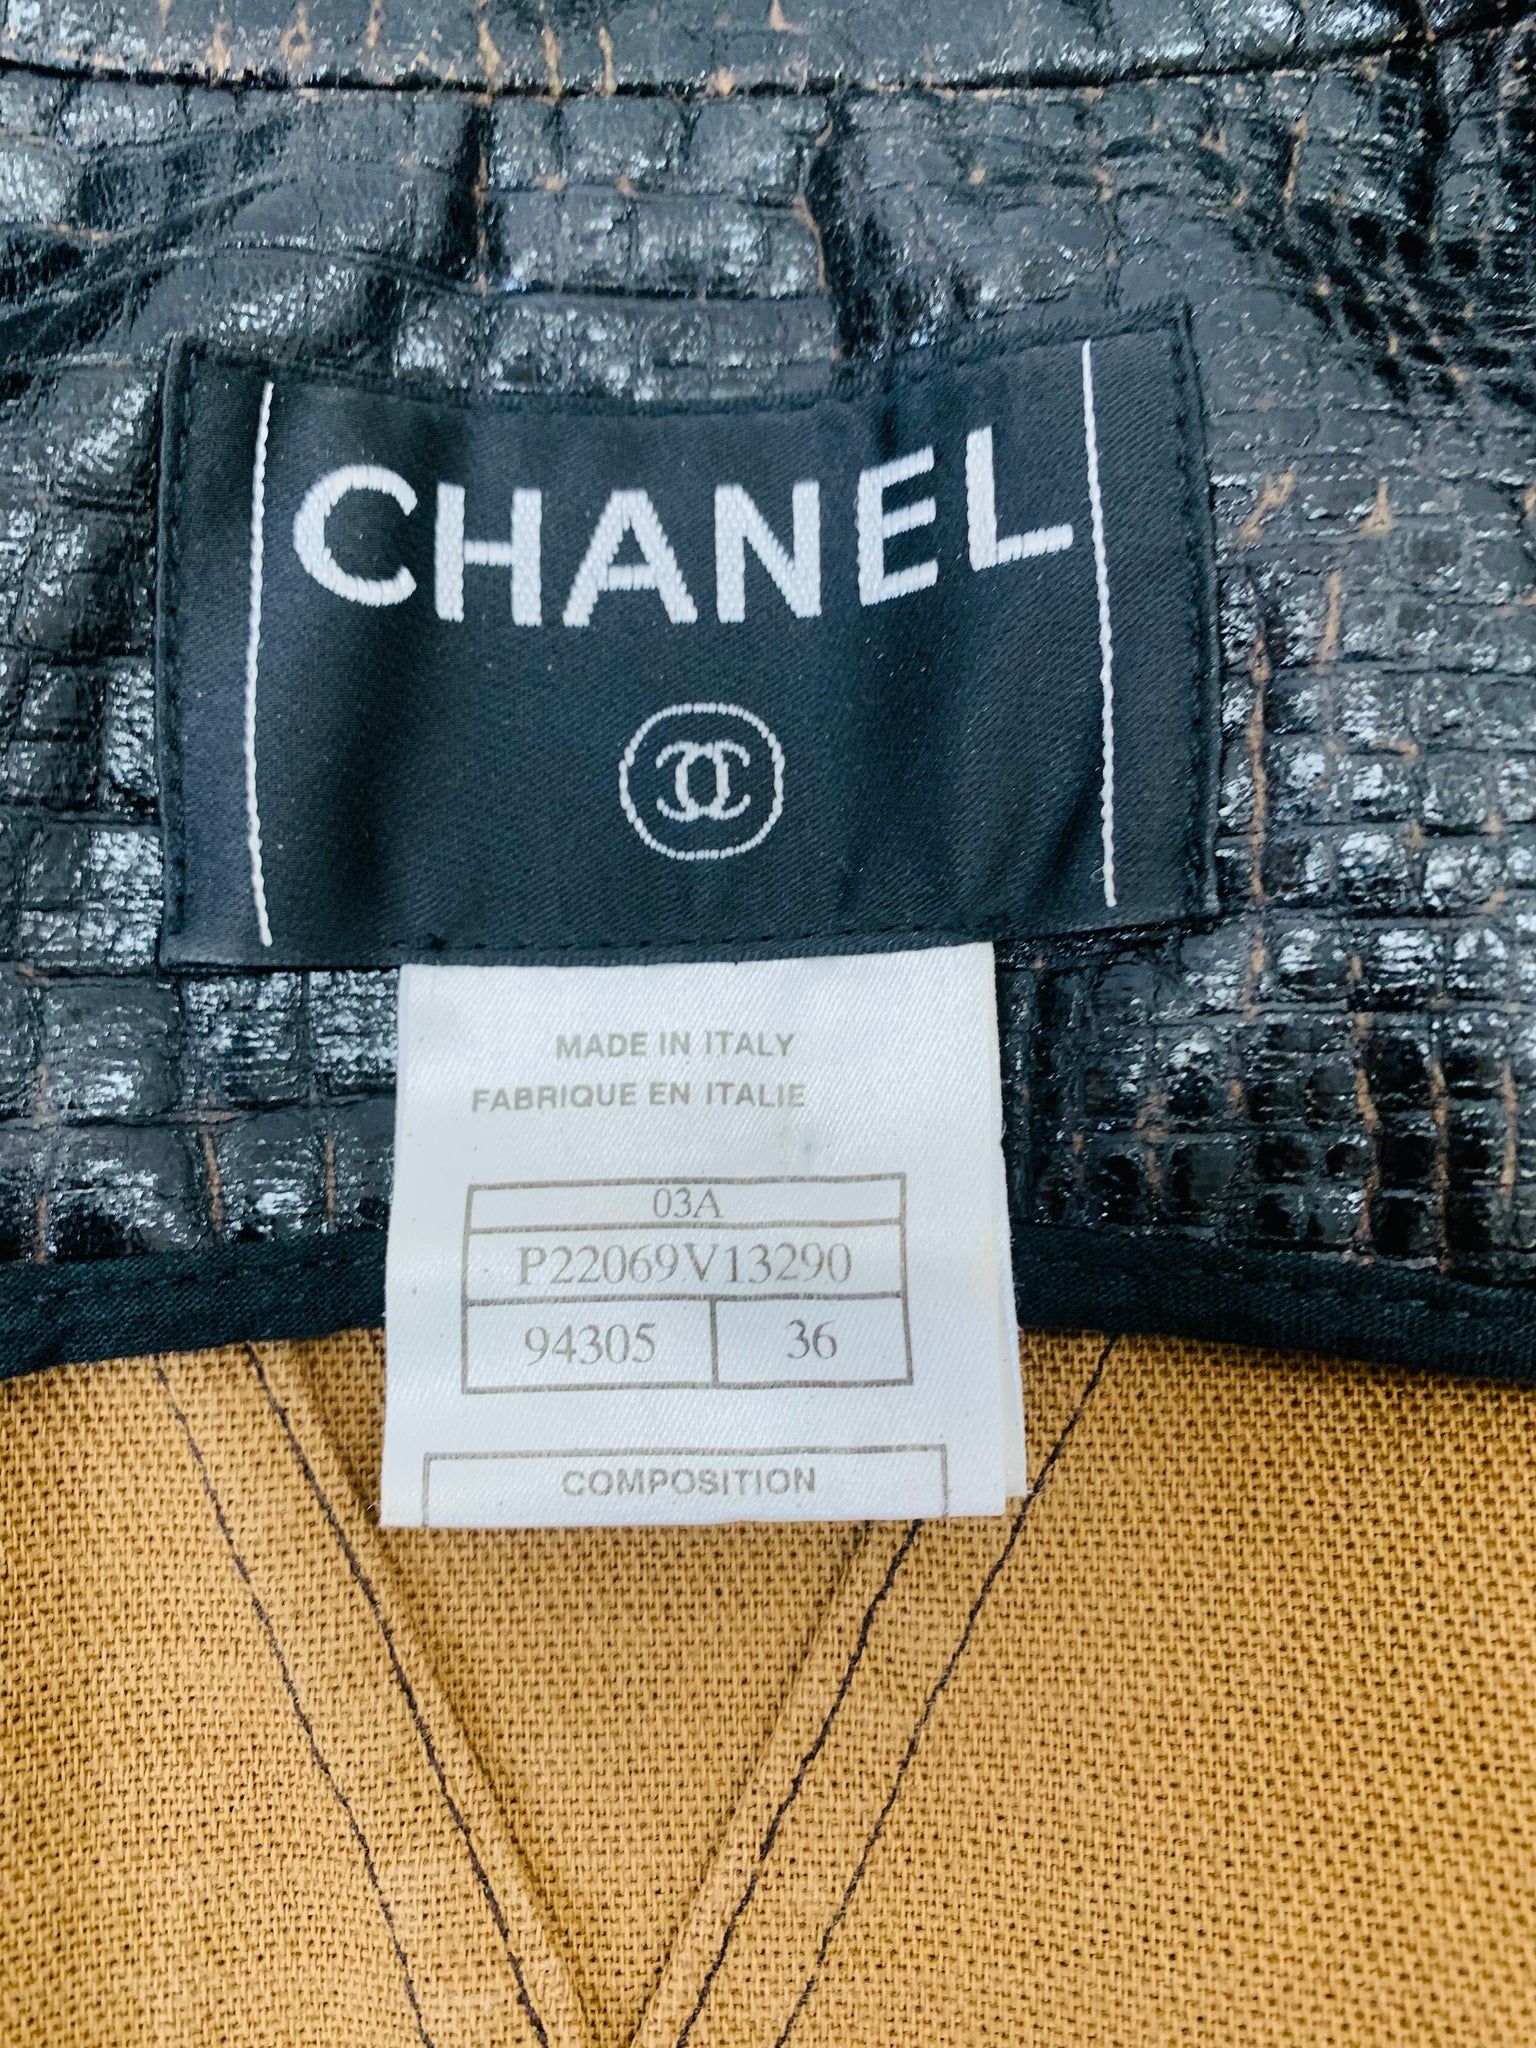 CHANEL
MADE IN ITALY
FABRIQUE EN ITALIE
03A
P22069V13290
94305 36
COMPOSITION